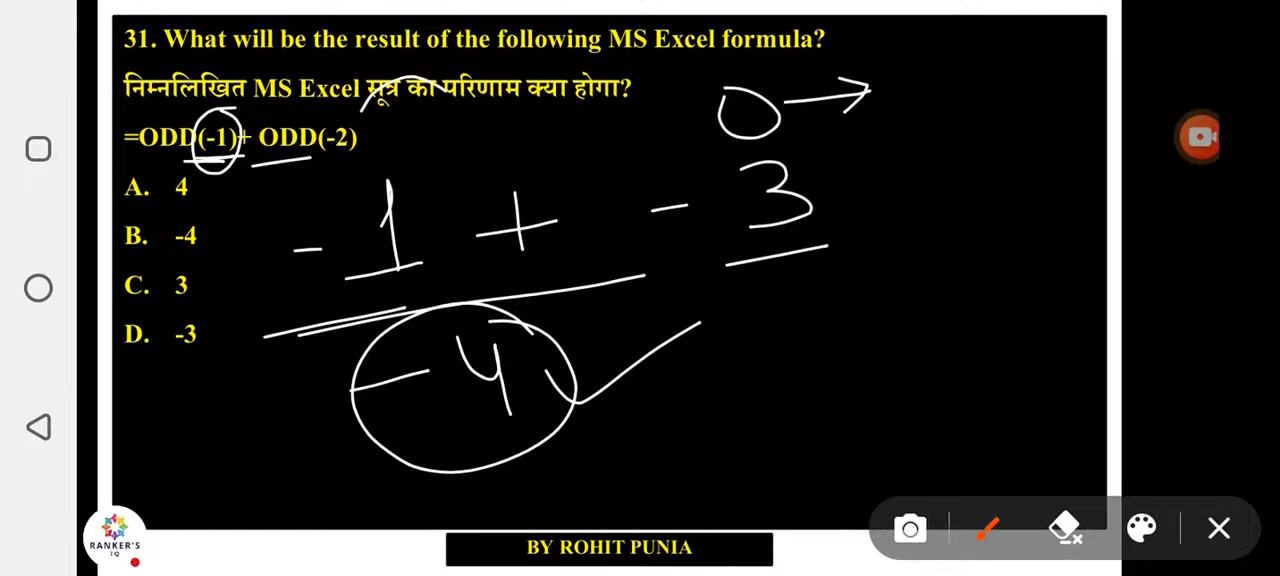 31. What will be the result of the following MS Excel formula?
निम्नलिखित MS Excel सूत्र का परिणाम क्या होगा?
=ODD(-1)+ ODD(-2)
A. 4
B. -4
C. 3
D. -3
0 →
- 1 + - 3
- 4 ✓
RANKER'S
IQ
BY ROHIT PUNIA